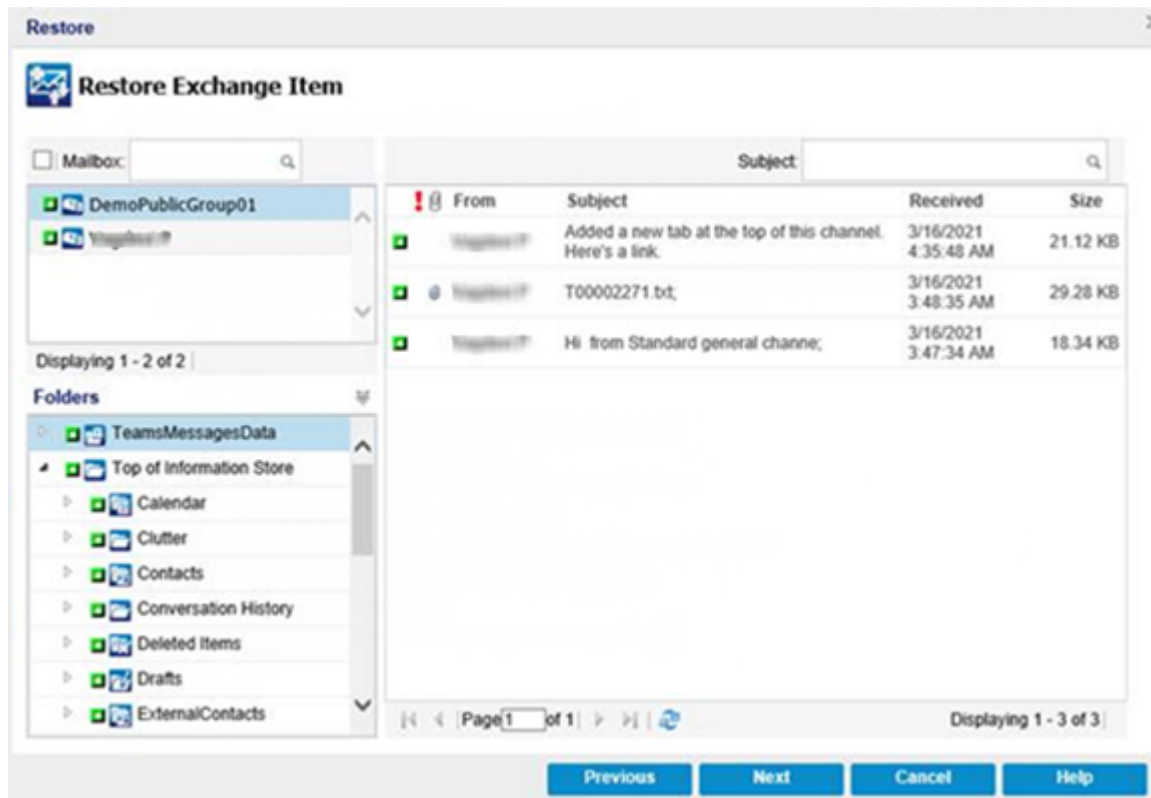 Restore
Restore Exchange Item
Mailbox:
Subject
DemoPublicGroup01
Displaying 1 - 2 of 2
Folders
TeamsMessagesData
Top of Information Store
Calendar
Clutter
Contacts
Conversation History
Deleted Items
Drafts
ExternalContacts
From Subject Received Size
Added a new tab at the top of this channel. 3/16/2021 21.12 KB
Here's a link. 4:35:48 AM
T00002271.txt; 3/16/2021 29.28 KB
3:48:35 AM
Hi from Standard general channe; 3/16/2021 18.34 KB
3:47:34 AM
Page 1 of 1 Displaying 1 - 3 of 3
Previous Next Cancel Help